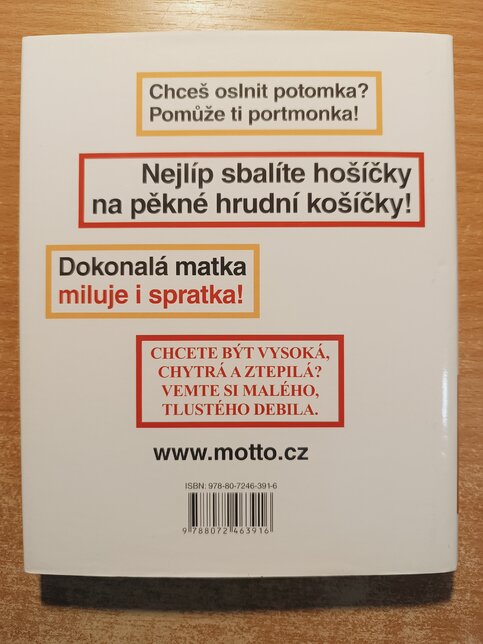 Chceš oslnit potomka?
Pomůže ti portmonka!
Nejlíp sbalíte hošíčky
na pěkné hrudní košíčky!
Dokonalá matka
miluje i spratka!
CHCETE BÝT VYSOKÁ,
CHYTRÁ A ZTEPILÁ?
VEMTE SI MALÉHO,
TLUSTÉHO DEBILA.
www.motto.cz
ISBN: 978-80-7246-391-6
9 788072 463916